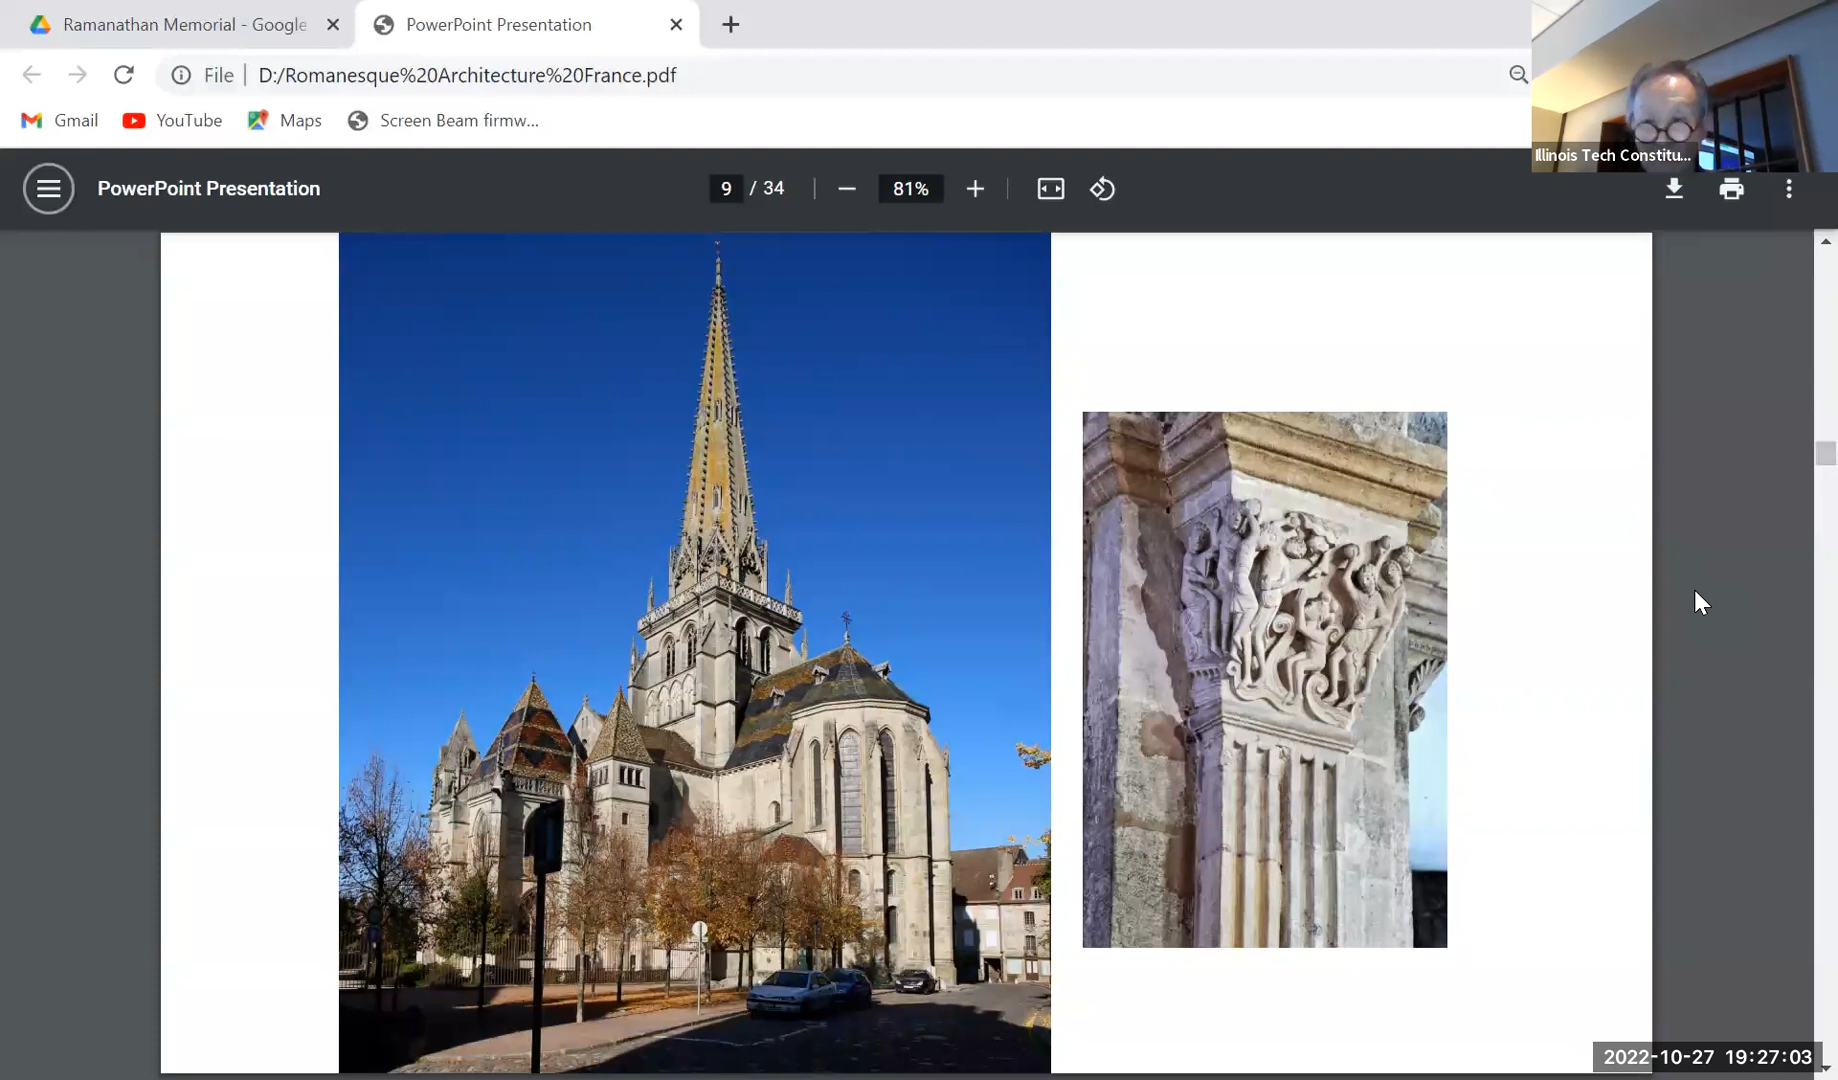 Ramanathan Memorial - Google
PowerPoint Presentation
File
D:/Romanesque%20Architecture%20France.pdf
Gmail
YouTube
Maps
Screen Beam firmw...
Illinois Tech Constitu...
PowerPoint Presentation
9 / 34
81%
2022-10-27 19:27:03